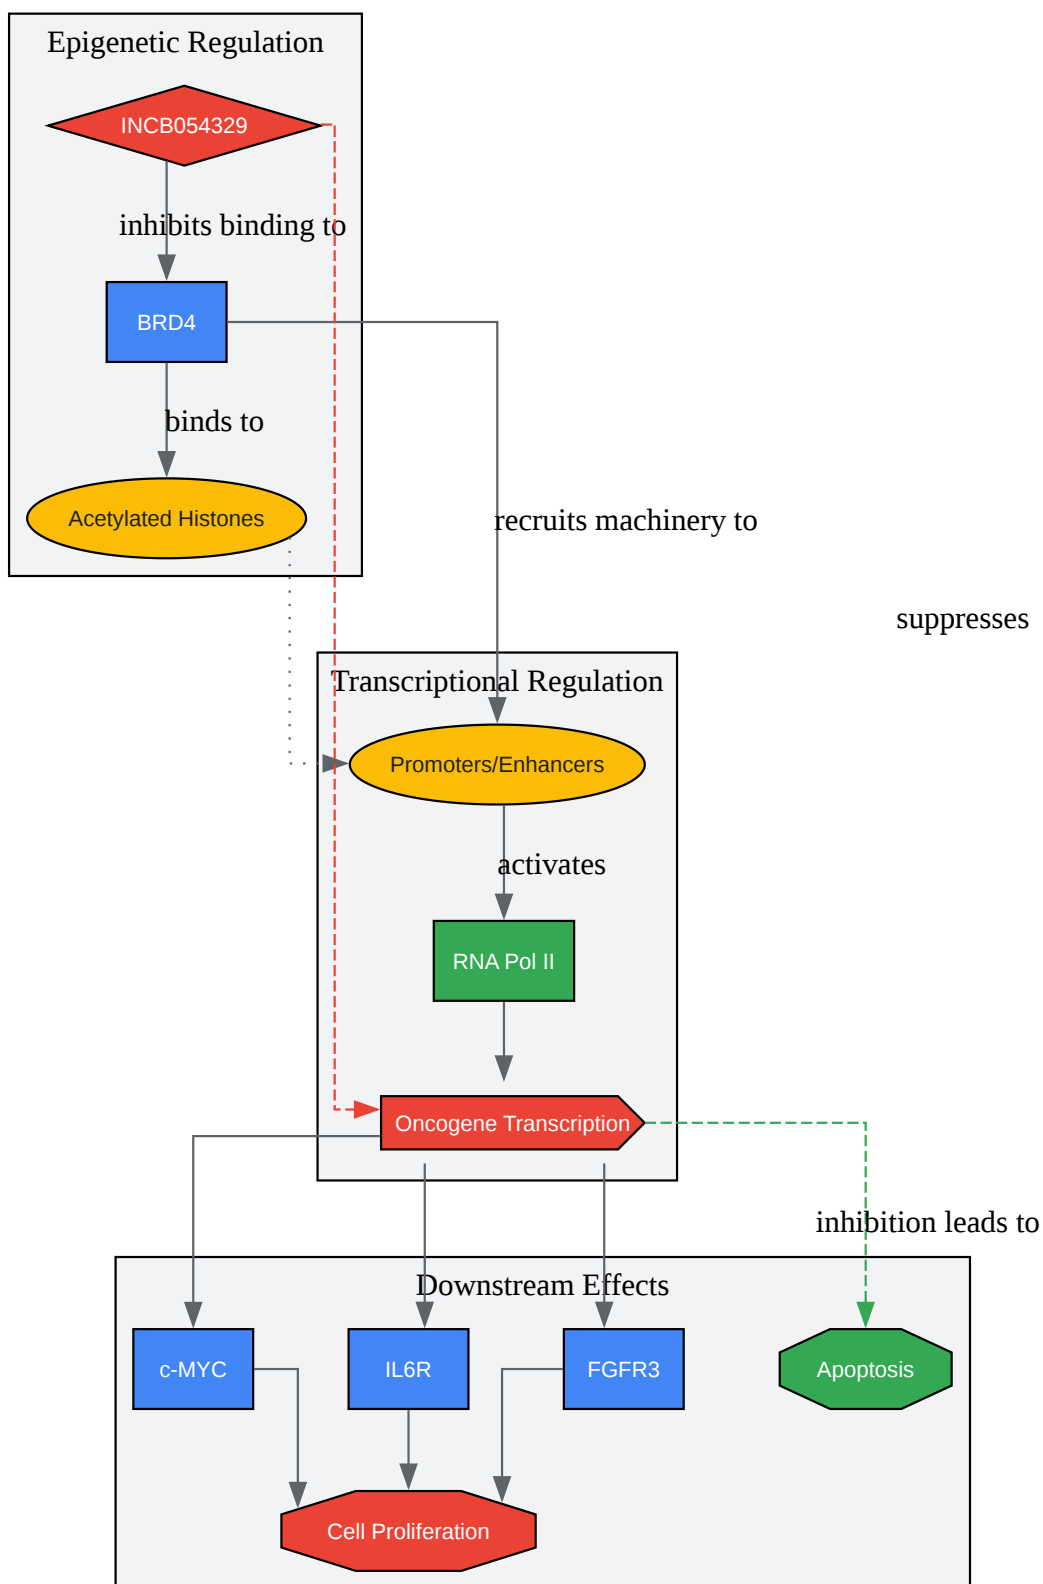 Epigenetic Regulation
INCB054329
inhibits binding to
BRD4
binds to
Acetylated Histones
recruits machinery to
suppresses
Transcriptional Regulation
Promoters/Enhancers
activates
RNA Pol II
Oncogene Transcription
inhibition leads to
Downstream Effects
c-MYC
IL6R
FGFR3
Apoptosis
Cell Proliferation